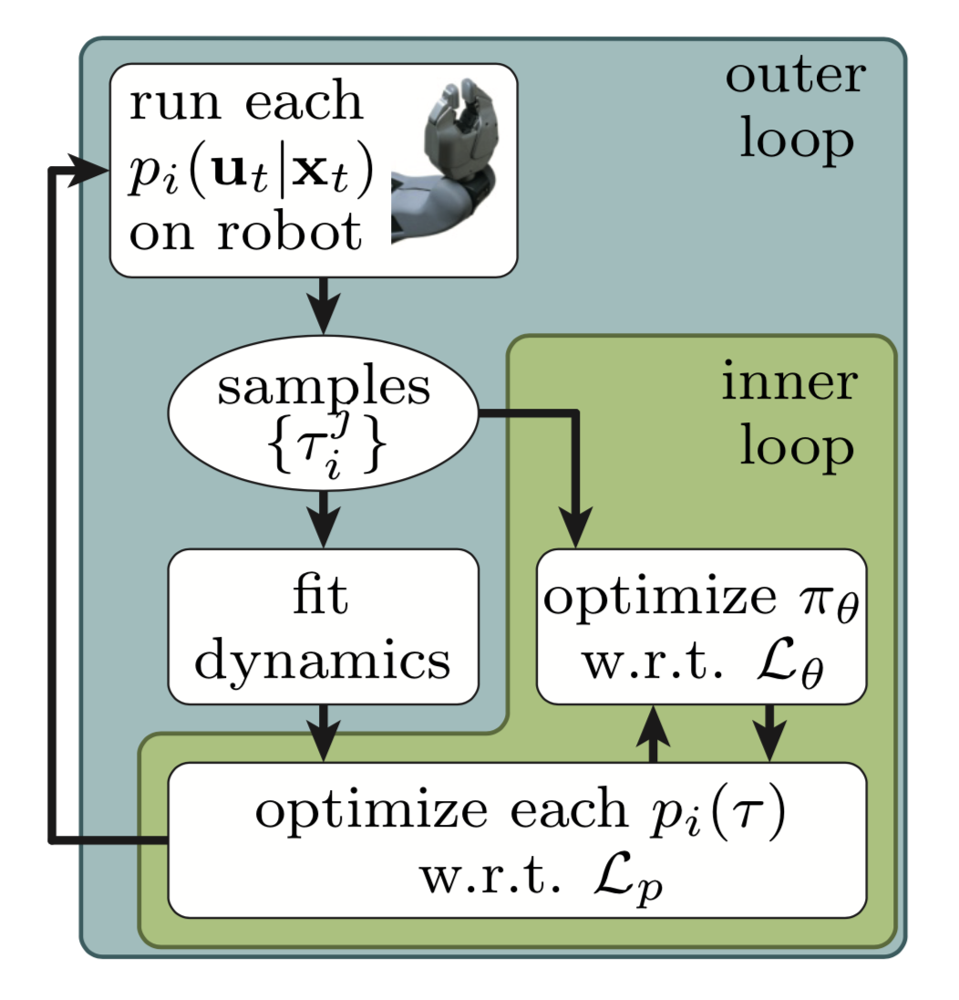 outer
loop
run each
p_i(𝐮_t|𝐱_t)
on robot
samples
{τ_i^j}
inner
loop
fit
dynamics
optimize π_θ
w.r.t. ℒ_θ
optimize each p_i(τ)
w.r.t. ℒ_p